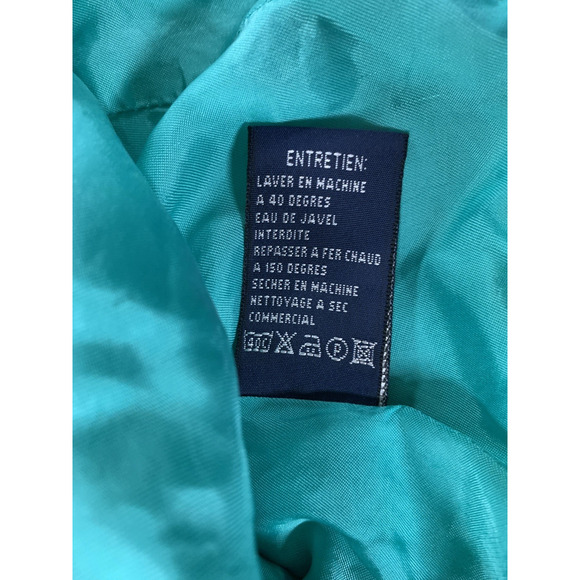 ENTRETIEN:
LAVER EN MACHINE
A 40 DEGRES
EAU DE JAVEL
INTERDITE
REPASSER A FER CHAUD
A 150 DEGRES
SECHER EN MACHINE
NETTOYAGE A SEC
COMMERCIAL
40C P